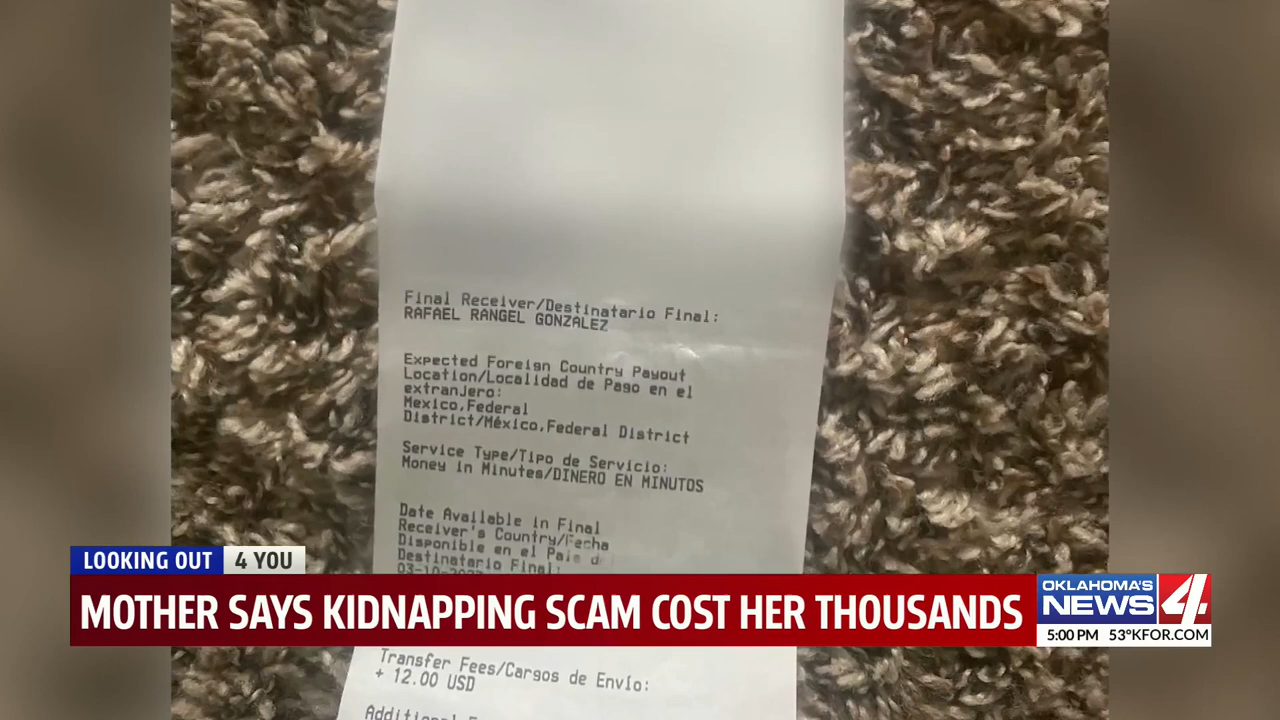 Final Receiver/Destinatario Final:
RAFAEL RANGEL GONZALEZ
Expected Foreign Country Payout
Location/Localidad de Pago en el
extranjero:
Mexico,Federal
District/México,Federal District
Service Type/Tipo de Servicio:
Money in Minutes/DINERO EN MINUTOS
Date Available in Final
Receiver's Country/Fecha
Disponible en el País d
Destinatario Final:
LOOKING OUT 4 YOU
MOTHER SAYS KIDNAPPING SCAM COST HER THOUSANDS
OKLAHOMA'S
NEWS 4
5:00 PM 53° KFOR.COM
Transfer Fees/Cargos de Envío:
+ 12.00 USD
Additional